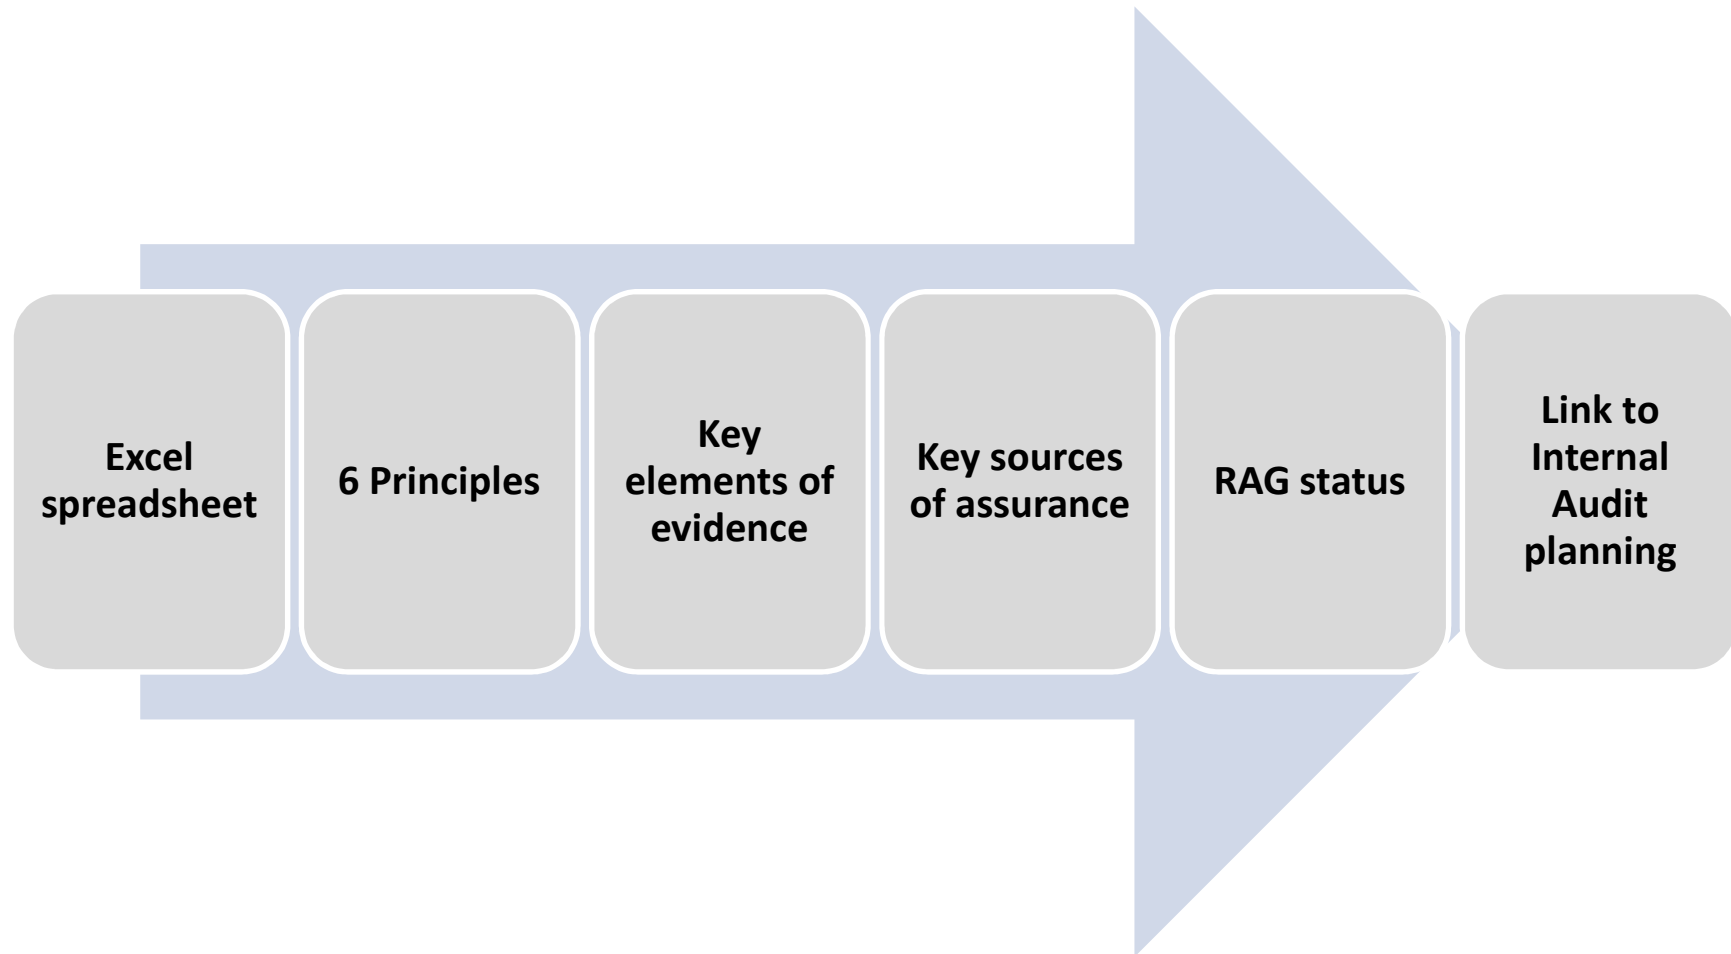 Excel
spreadsheet
6 Principles
Key
elements of
evidence
Key sources
of assurance
RAG status
Link to
Internal
Audit
planning